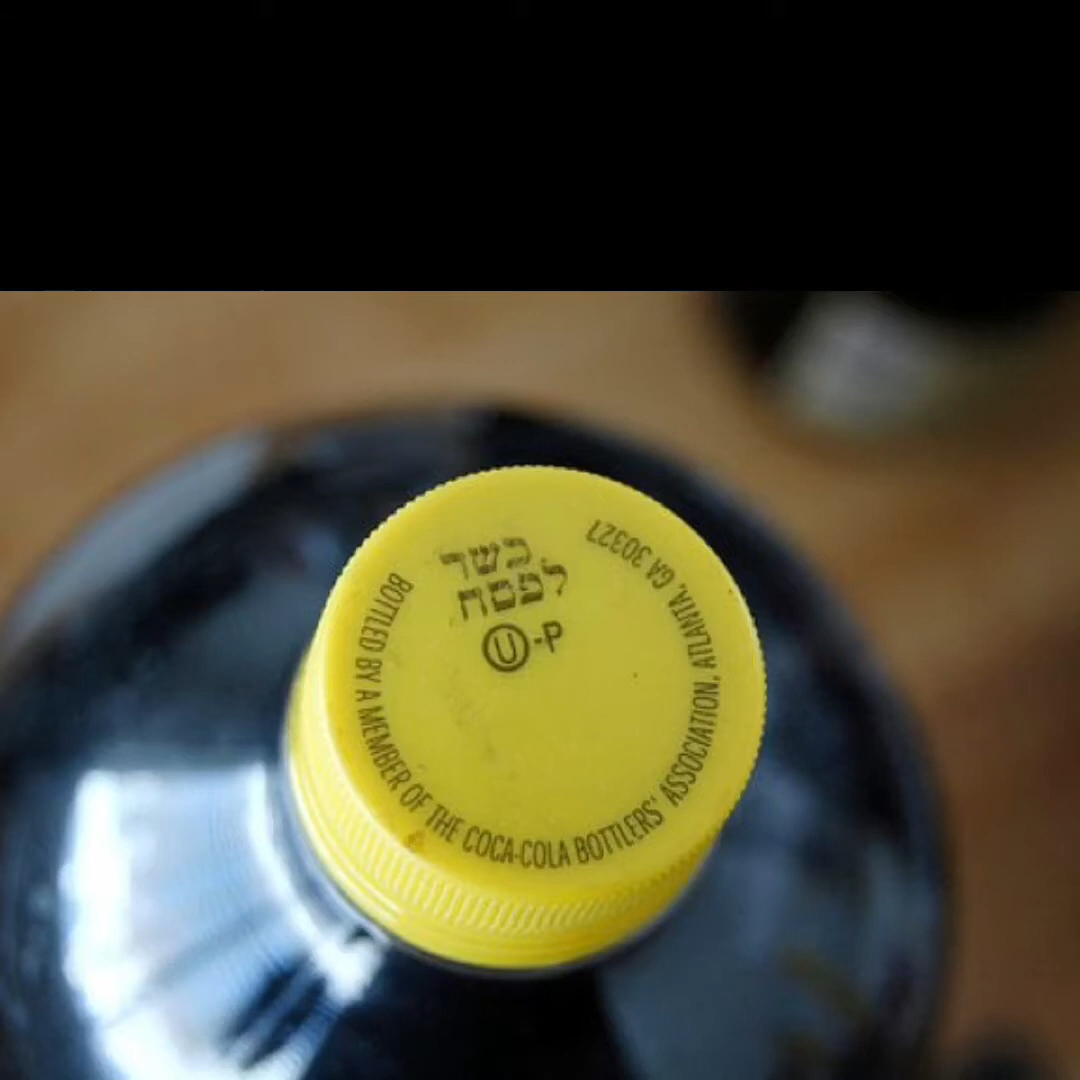 כשר
לפסח
Ⓤ-P
BOTTLED BY A MEMBER OF THE COCA-COLA BOTTLERS' ASSOCIATION, ATLANTA, GA 30327